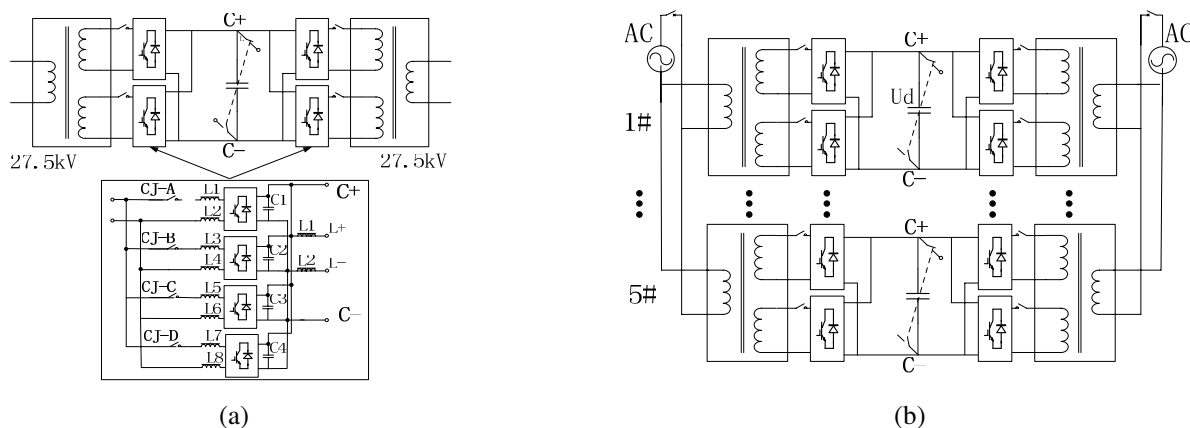 C+
C-
27.5kV
27.5kV
CJ-A
L1
L2
C1
C+
CJ-B
L3
L4
C2
L1
L+
L2
L-
CJ-C
L5
L6
C3
C-
CJ-D
L7
L8
C4
(a)
AC
AC
C+
Ud
1#
C-
C+
5#
C-
(b)